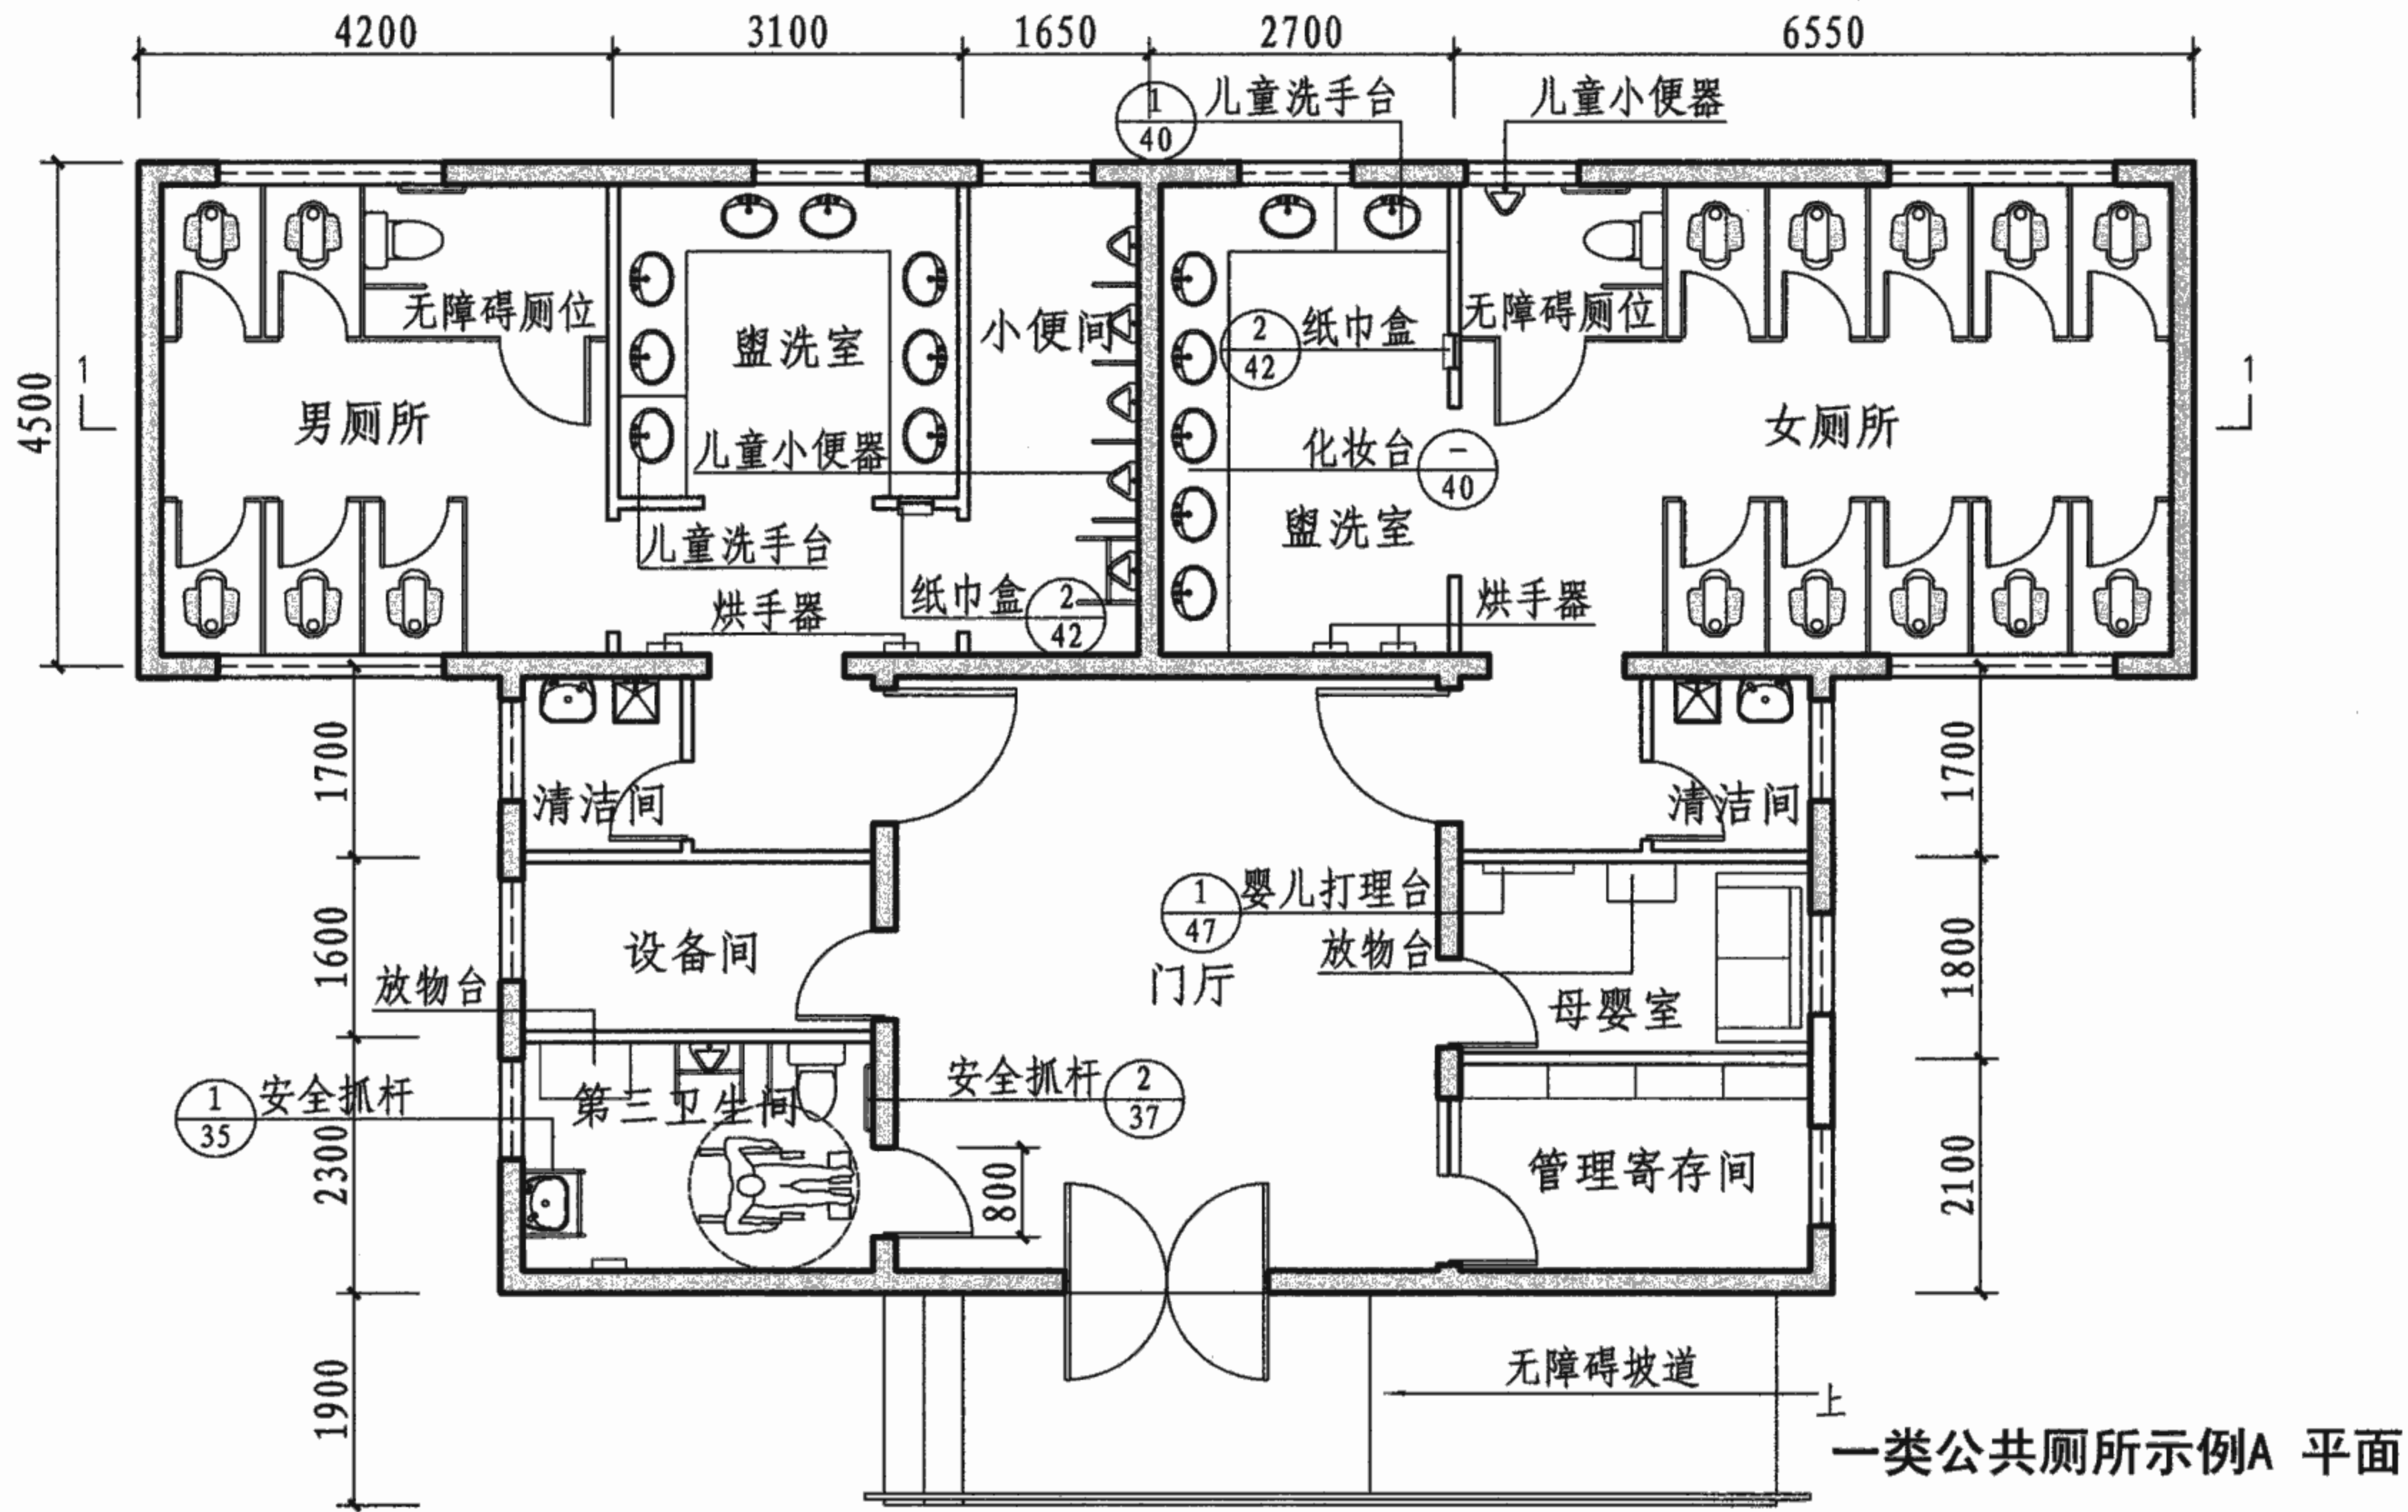 4200
3100
1650
2700
6550
1
40
儿童洗手台
儿童小便器
无障碍厕位
盥洗室
小便间
2
42
纸巾盒
无障碍厕位
1
1
4500
男厕所
儿童小便器
化妆台
–
40
女厕所
儿童洗手台
盥洗室
烘手器
纸巾盒
2
42
烘手器
1700
清洁间
清洁间
1700
1600
设备间
放物台
1
47
婴儿打理台
放物台
门厅
母婴室
1800
1
35
安全抓杆
第三卫生间
安全抓杆
2
37
2300
800
管理寄存间
2100
1900
无障碍坡道
上
一类公共厕所示例A 平面